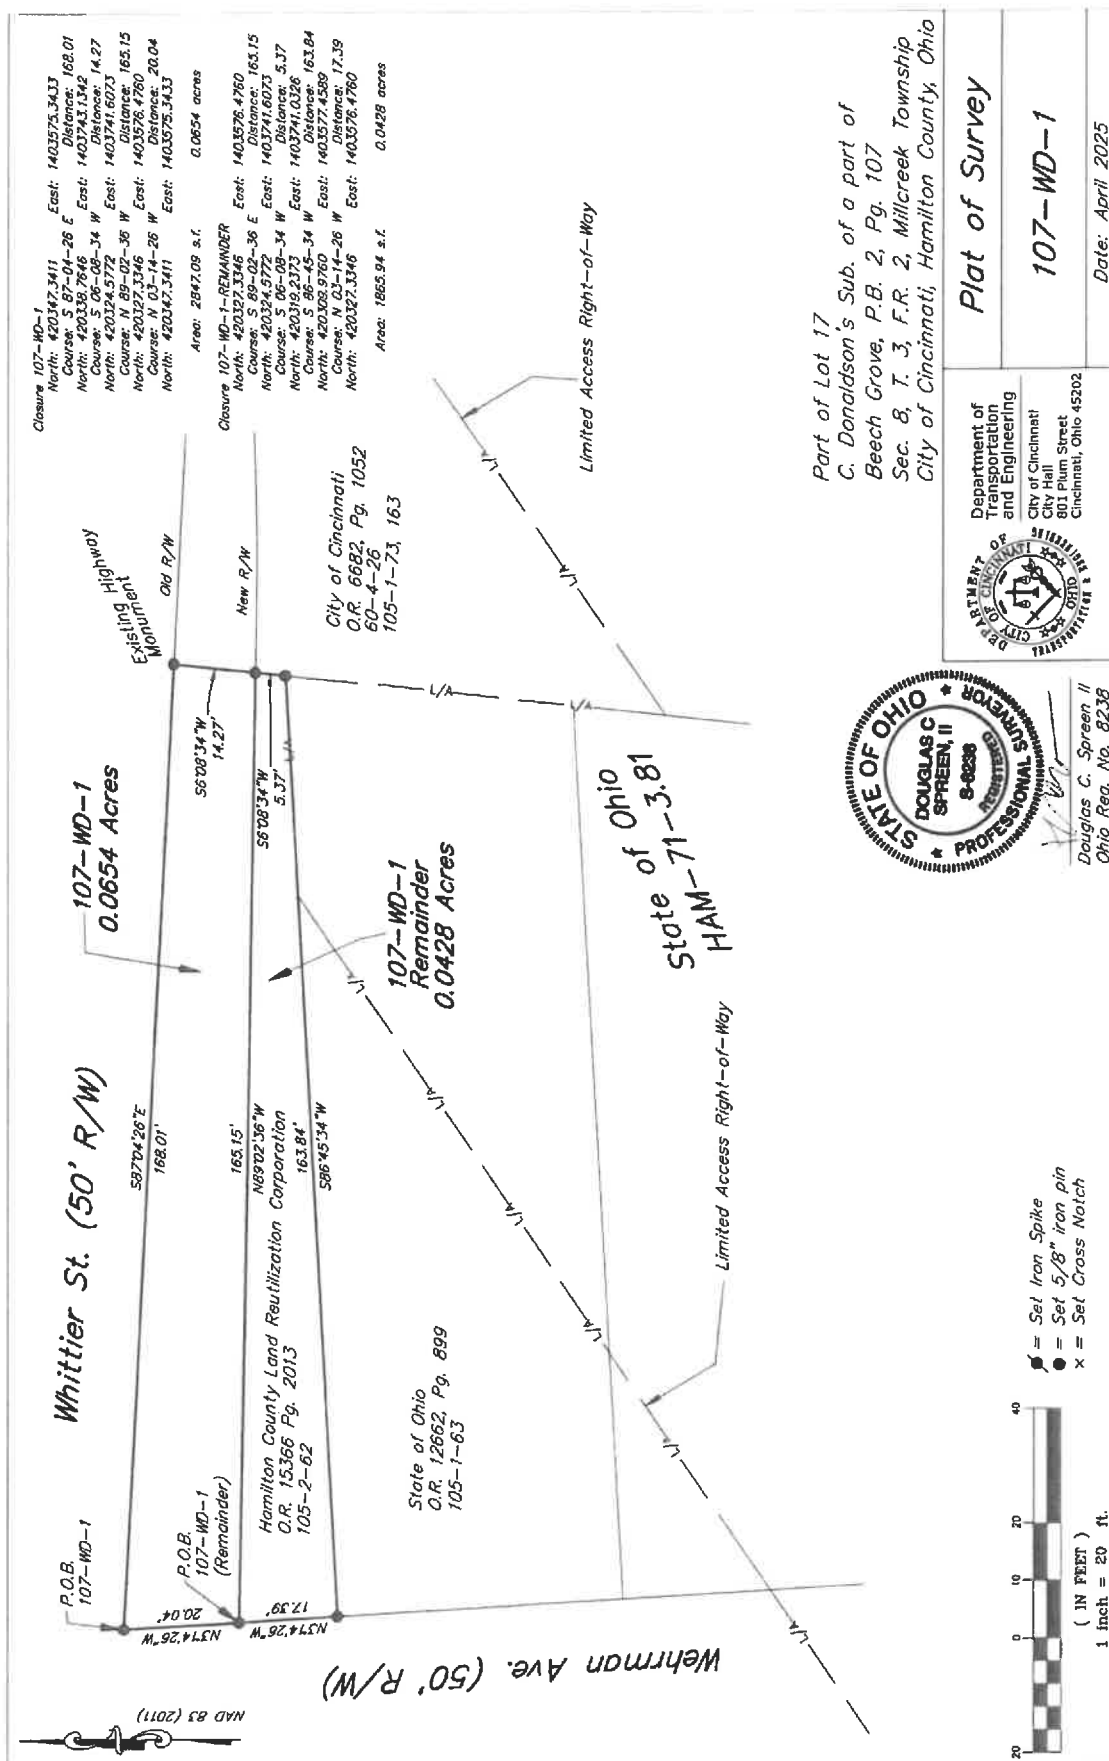 Closure 107-WD-1
North: 420347.3411 East: 1403575.3433
Course: S 87-04-26 E Distance: 168.01
North: 420338.7646 East: 1403743.1342
Course: S 06-08-34 W Distance: 14.27
North: 420324.5772 East: 1403741.6073
Course: N 89-02-36 W Distance: 165.15
North: 420327.3346 East: 1403576.4760
Course: N 03-14-26 W Distance: 20.04
North: 420347.3411 East: 1403575.3433
Area: 2847.09 s.f. 0.0654 acres
Closure 107-WD-1-REMAINDER
North: 420327.3346 East: 1403576.4760
Course: S 89-02-36 E Distance: 165.15
North: 420324.5772 East: 1403741.6073
Course: S 06-08-34 W Distance: 5.37
North: 420319.2373 East: 1403741.0326
Course: S 86-45-34 W Distance: 163.84
North: 420309.9760 East: 1403577.4589
Course: N 03-14-26 W Distance: 17.39
North: 420327.3346 East: 1403576.4760
Area: 1865.94 s.f. 0.0428 acres
NAD 83 (2011)
Whittier St. (50' R/W)
Wehrman Ave. (50' R/W)
P.O.B.
107-WD-1
P.O.B.
107-WD-1
(Remainder)
107-WD-1
0.0654 Acres
Existing Highway
Monument
Old R/W
New R/W
S87°04'26"E
168.01'
S6°08'34"W
14.27'
165.15'
N89°02'36"W
S6°08'34"W
5.37'
163.84'
S86°45'34"W
N3°14'26"W
20.04'
N3°14'26"W
17.39'
Hamilton County Land Reutilization Corporation
O.R. 15366 Pg. 2013
105-2-62
107-WD-1
Remainder
0.0428 Acres
City of Cincinnati
O.R. 6682, Pg. 1052
60-4-26
105-1-73, 163
State of Ohio
O.R. 12662, Pg. 899
105-1-63
State of Ohio
HAM-71-3.81
L/A
L/A
L/A
L/A
L/A
L/A
L/A
L/A
L/A
L/A
L/A
Limited Access Right-of-Way
Limited Access Right-of-Way
Part of Lot 17
C. Donaldson's Sub. of a part of
Beech Grove, P.B. 2, Pg. 107
Sec. 8, T. 3, F.R. 2, Millcreek Township
City of Cincinnati, Hamilton County, Ohio
20 0 10 20 40
( IN FEET )
1 inch = 20 ft.
= Set Iron Spike
● = Set 5/8" iron pin
x = Set Cross Notch
STATE OF OHIO
DOUGLAS C
SPREEN, II
S-8238
REGISTERED
PROFESSIONAL SURVEYOR
Douglas C. Spreen II
Ohio Reg. No. 8238
DEPARTMENT OF
TRANSPORTATION & ENGINEERING
CITY OF CINCINNATI
OHIO
Department of
Transportation
and Engineering
City of Cincinnati
City Hall
801 Plum Street
Cincinnati, Ohio 45202
Plat of Survey
107-WD-1
Date: April 2025